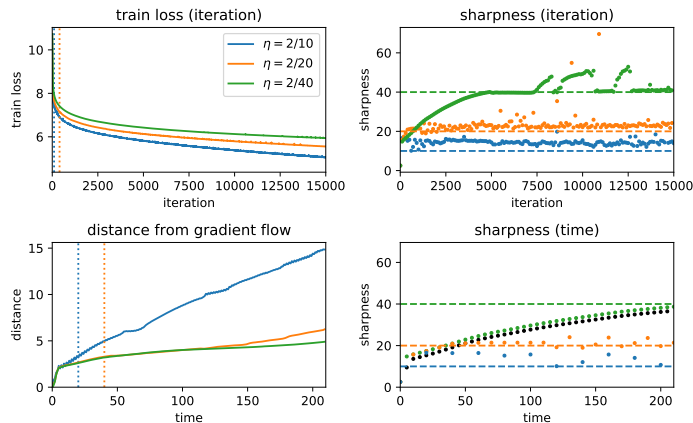 train loss (iteration)
train loss
10
8
6
0 2500 5000 7500 10000 12500 15000
iteration
η = 2/10
η = 2/20
η = 2/40
sharpness (iteration)
sharpness
60
40
20
0
0 2500 5000 7500 10000 12500 15000
iteration
distance from gradient flow
distance
15
10
5
0
0 50 100 150 200
time
sharpness (time)
sharpness
60
40
20
0
0 50 100 150 200
time